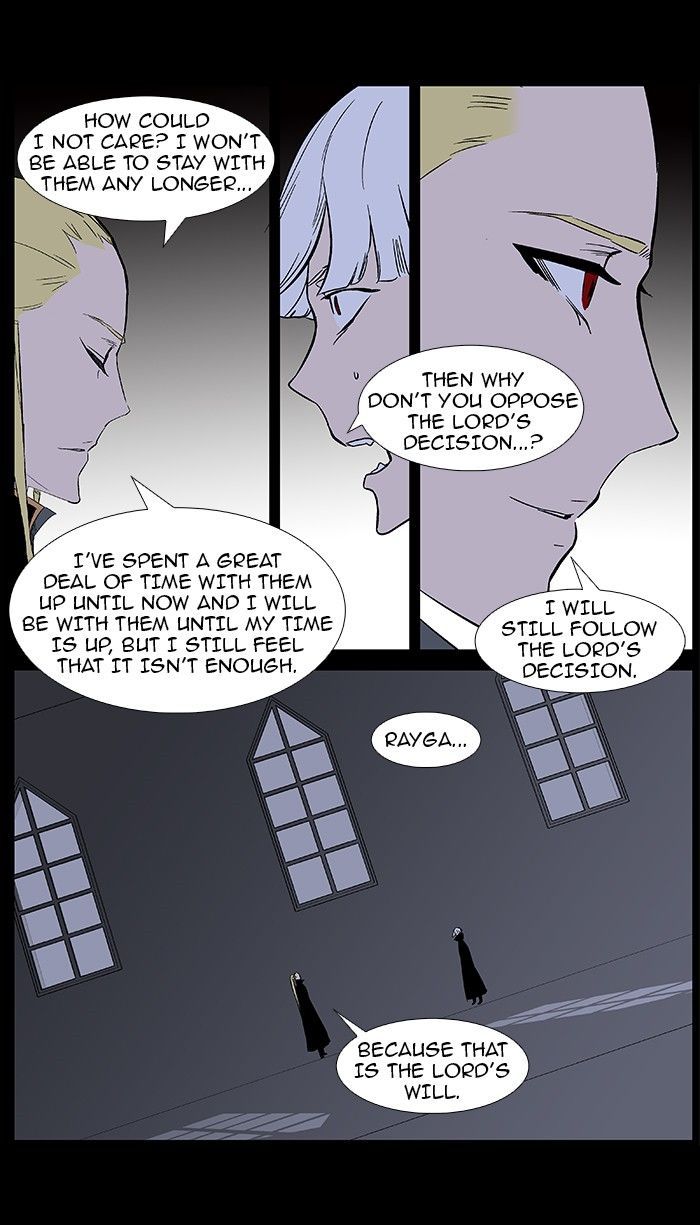 HOW COULD
I NOT CARE? I WON'T
BE ABLE TO STAY WITH
THEM ANY LONGER...
THEN WHY
DON'T YOU OPPOSE
THE LORD'S
DECISION...?
I'VE SPENT A GREAT
DEAL OF TIME WITH THEM
UP UNTIL NOW AND I WILL
BE WITH THEM UNTIL MY TIME
IS UP, BUT I STILL FEEL
THAT IT ISN'T ENOUGH.
I WILL
STILL FOLLOW
THE LORD'S
DECISION.
RAYGA...
BECAUSE THAT
IS THE LORD'S
WILL.